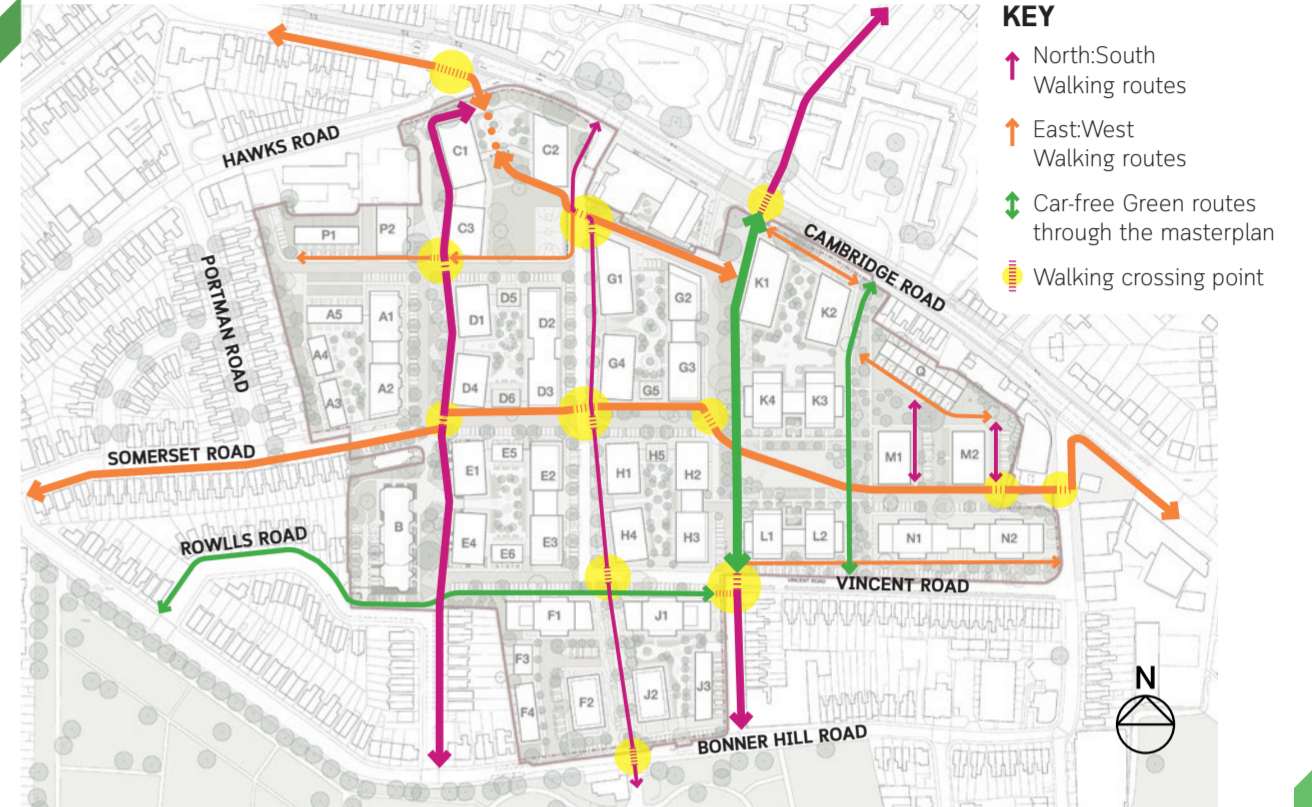 KEY
North:South
Walking routes
East:West
Walking routes
Car-free Green routes
through the masterplan
Walking crossing point
HAWKS ROAD
C1
C2
P1
P2
C3
CAMBRIDGE ROAD
PORTMAN ROAD
G1
K1
G2
K2
D5
A5
A1
D1
D2
A4
G4
G3
Q
A2
D4
D3
G5
A3
D6
K4
K3
SOMERSET ROAD
E5
H5
M1
M2
E1
E2
H1
H2
B
ROWLLS ROAD
E4
E6
E3
H4
H3
L1
L2
N1
N2
VINCENT ROAD
VINCENT ROAD
F1
J1
F3
J2
J3
F2
F4
N
BONNER HILL ROAD